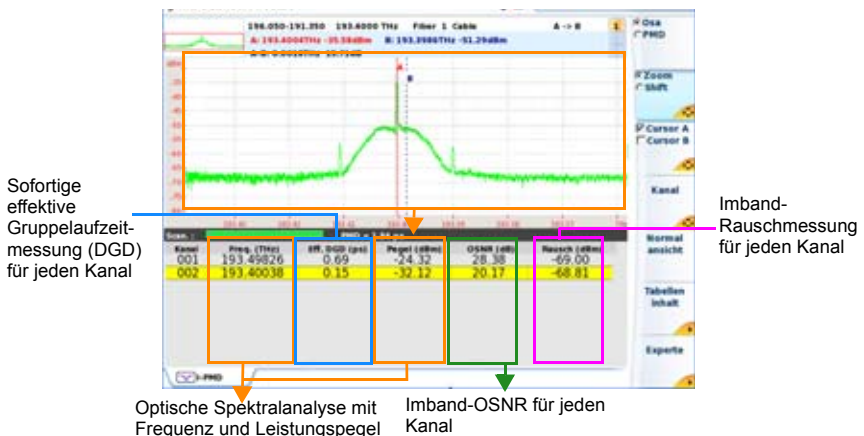 196.050-191.350 193.4000 THz Fiber 1 Cable A -> B 1
A: 193.4004THz -35.58dBm B: 193.3986THz -51.29dBm
Osa
PMD
Zoom
Shift
Cursor A
Cursor B
Kanal
Normal
ansicht
Tabellen
inhalt
Experte
A
B
Sofortige
effektive
Gruppelaufzeit-
messung (DGD)
für jeden Kanal
Imband-
Rauschmessung
für jeden Kanal
Kanal Freq. (THz) Eff. DGD (ps) Pegel (dBm) OSNR (dB) Rausch (dBm)
001 193.49826 0.69 -24.32 28.38 -69.00
002 193.40038 0.15 -32.12 20.17 -68.81
Optische Spektralanalyse mit
Frequenz und Leistungspegel
Imband-OSNR für jeden
Kanal